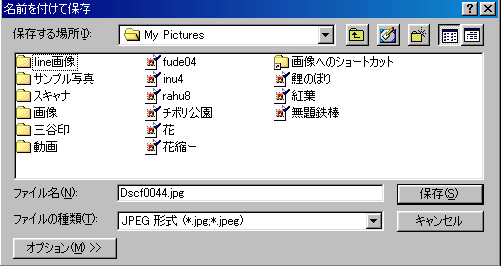 名前を付けて保存
保存する場所(I):
My Pictures
line画像
サンプル写真
スキャナ
画像
三谷印
動画
fude04
inu4
rahu8
チボリ公園
花
花縮ー
画像へのショートカット
鯉のぼり
紅葉
無題鉄棒
ファイル名(N):
Dscf0044.jpg
保存(S)
ファイルの種類(T):
JPEG 形式 (*.jpg;*.jpeg)
キャンセル
オプション(M) >>